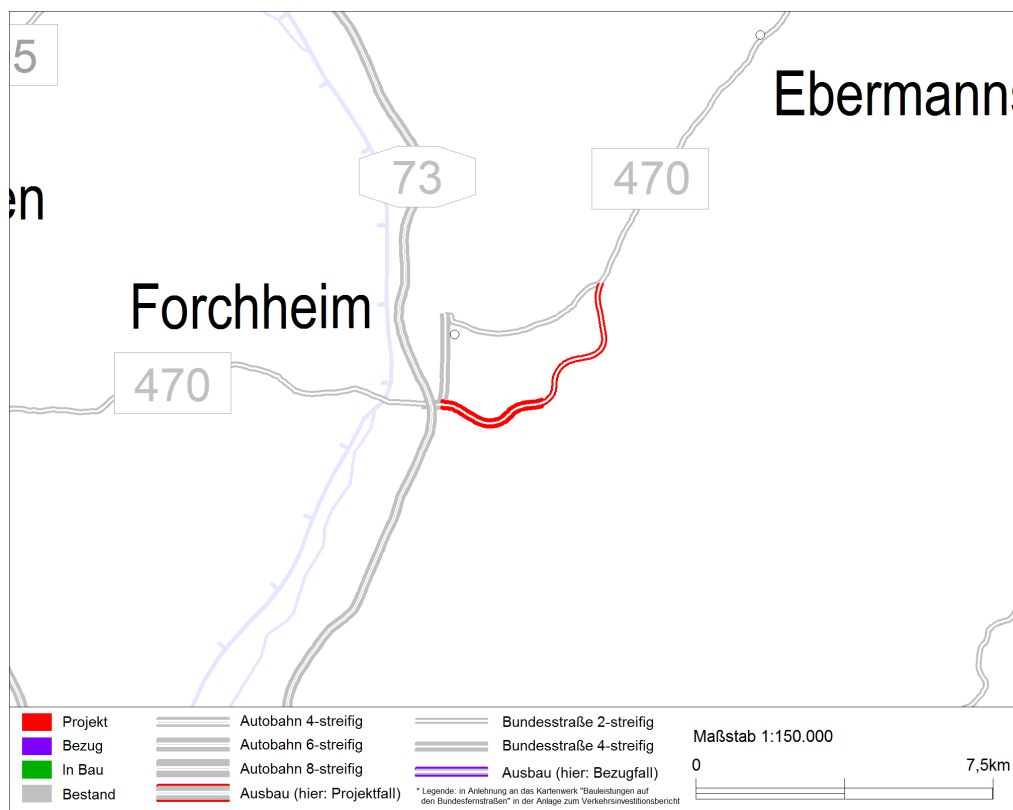 5
Ebermanns
73
470
en
Forchheim
470
Projekt
Bezug
In Bau
Bestand
Autobahn 4-streifig
Autobahn 6-streifig
Autobahn 8-streifig
Ausbau (hier: Projektfall)
Bundesstraße 2-streifig
Bundesstraße 4-streifig
Ausbau (hier: Bezugfall)
* Legende: in Anlehnung an das Kartenwerk "Bauleistungen auf
den Bundesfernstraßen" in der Anlage zum Verkehrsinvestitionsbericht
Maßstab 1:150.000
0
7,5km